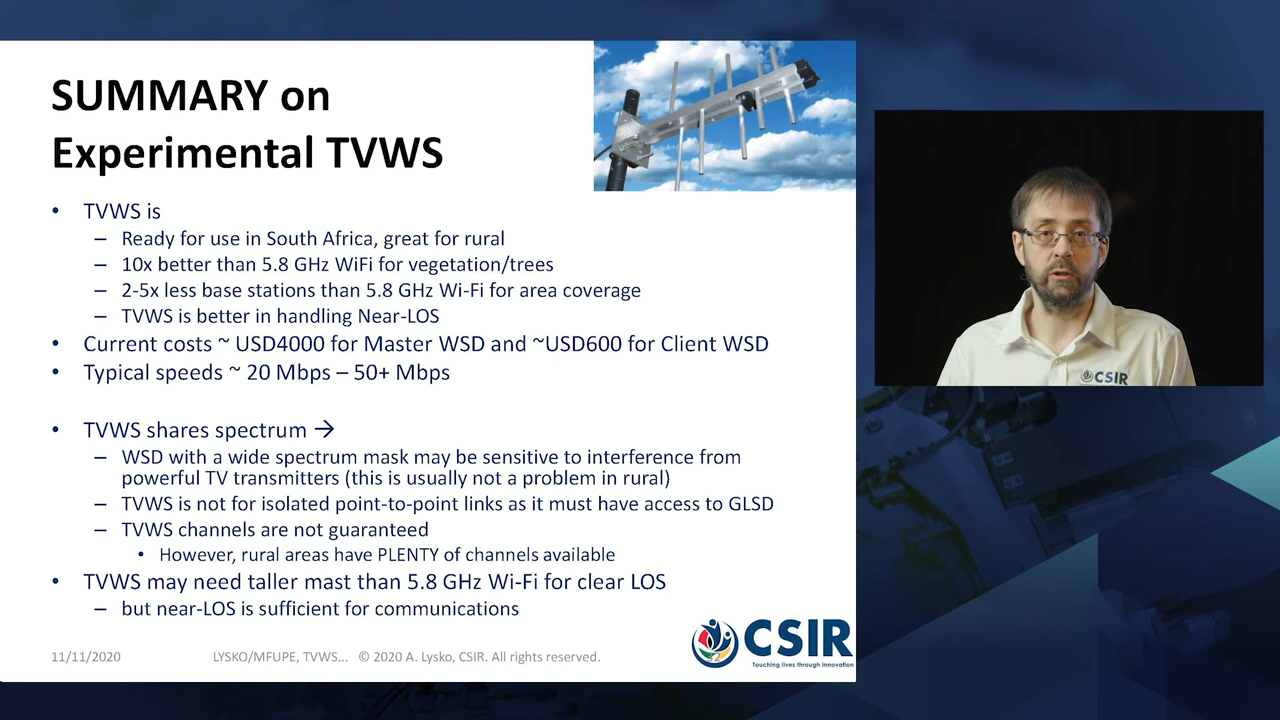 SUMMARY on
Experimental TVWS
• TVWS is
– Ready for use in South Africa, great for rural
– 10x better than 5.8 GHz WiFi for vegetation/trees
– 2-5x less base stations than 5.8 GHz Wi-Fi for area coverage
– TVWS is better in handling Near-LOS
• Current costs ~ USD4000 for Master WSD and ~USD600 for Client WSD
• Typical speeds ~ 20 Mbps – 50+ Mbps
• TVWS shares spectrum →
– WSD with a wide spectrum mask may be sensitive to interference from
powerful TV transmitters (this is usually not a problem in rural)
– TVWS is not for isolated point-to-point links as it must have access to GLSD
– TVWS channels are not guaranteed
• However, rural areas have PLENTY of channels available
• TVWS may need taller mast than 5.8 GHz Wi-Fi for clear LOS
– but near-LOS is sufficient for communications
11/11/2020
LYSKO/MFUPE, TVWS... © 2020 A. Lysko, CSIR. All rights reserved.
CSIR
Touching lives through innovation
CSIR